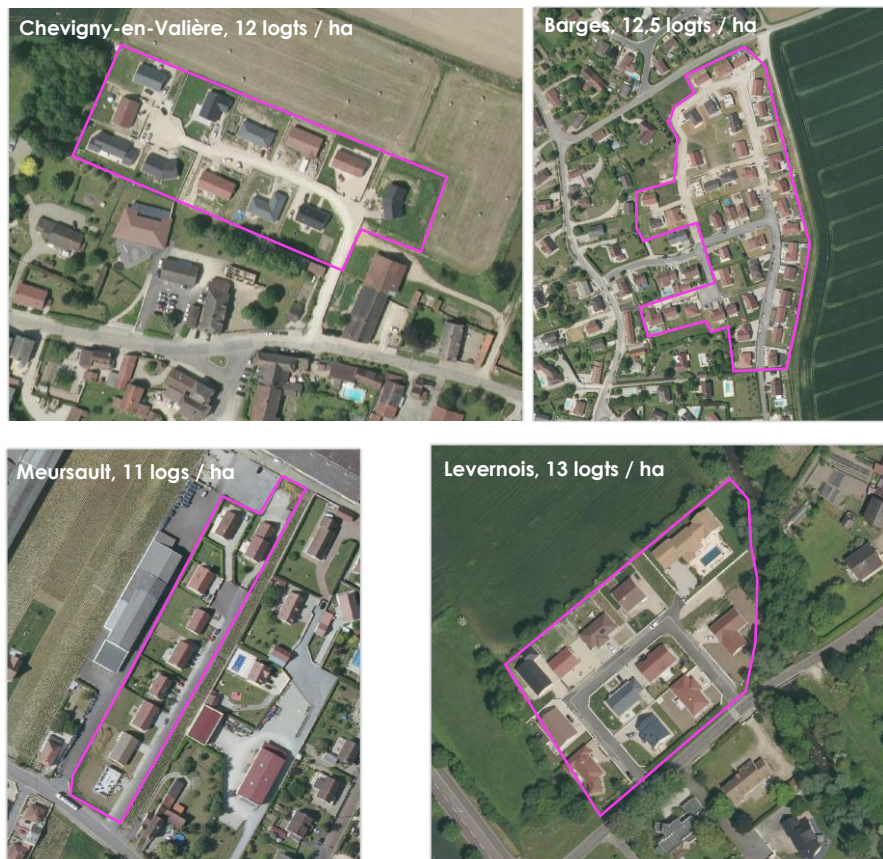 Chevigny-en-Valière, 12 logts / ha
Barges, 12,5 logts / ha
Meursault, 11 logs / ha
Levernois, 13 logts / ha